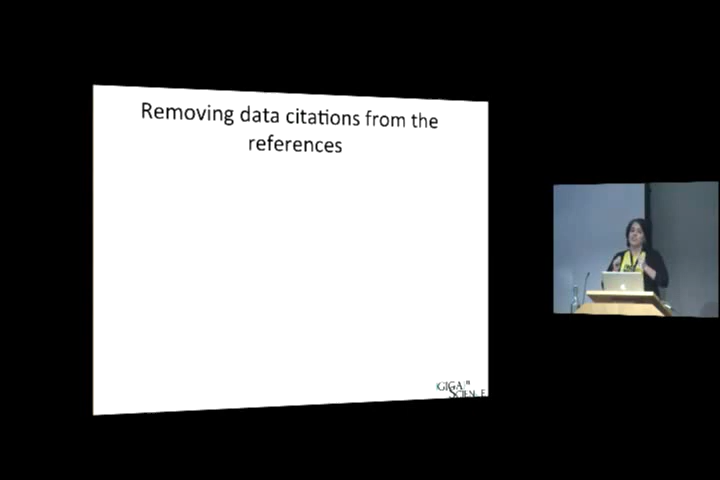 Removing data citations from the
references
GIGA)ⁿ
SCIENCE